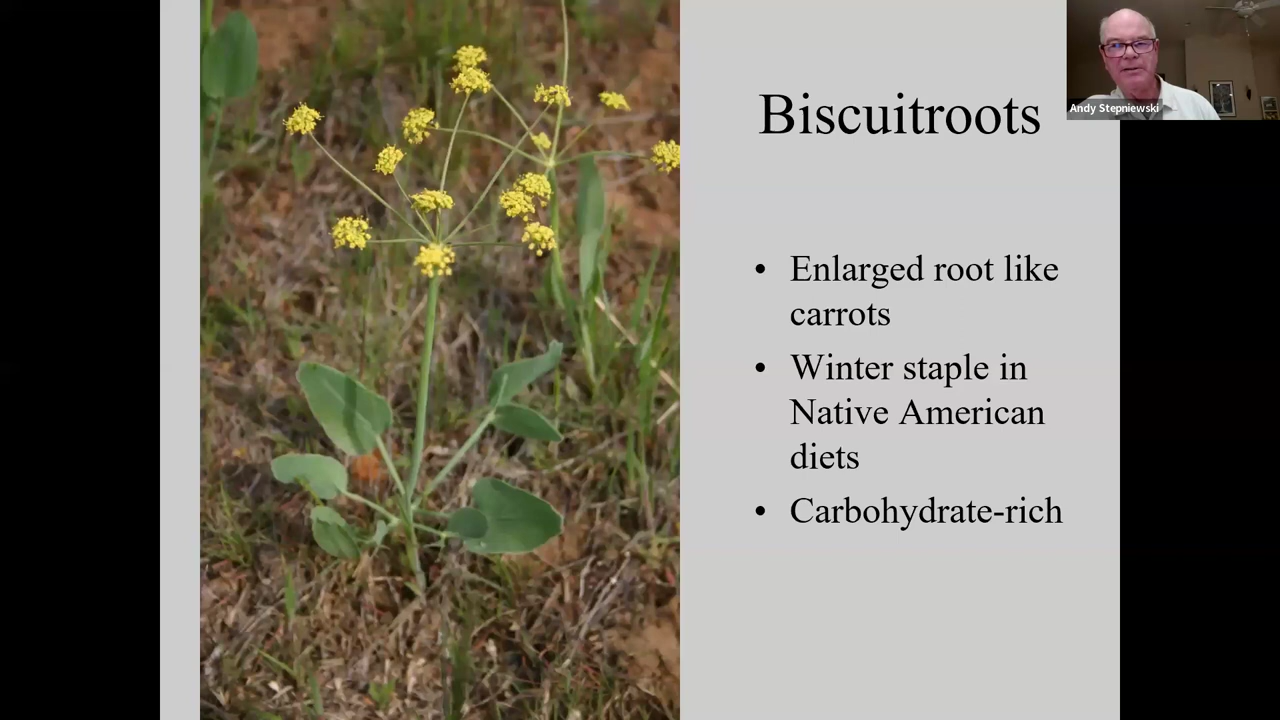 Biscuitroots
Andy Stepniewski
• Enlarged root like
carrots
• Winter staple in
Native American
diets
• Carbohydrate-rich